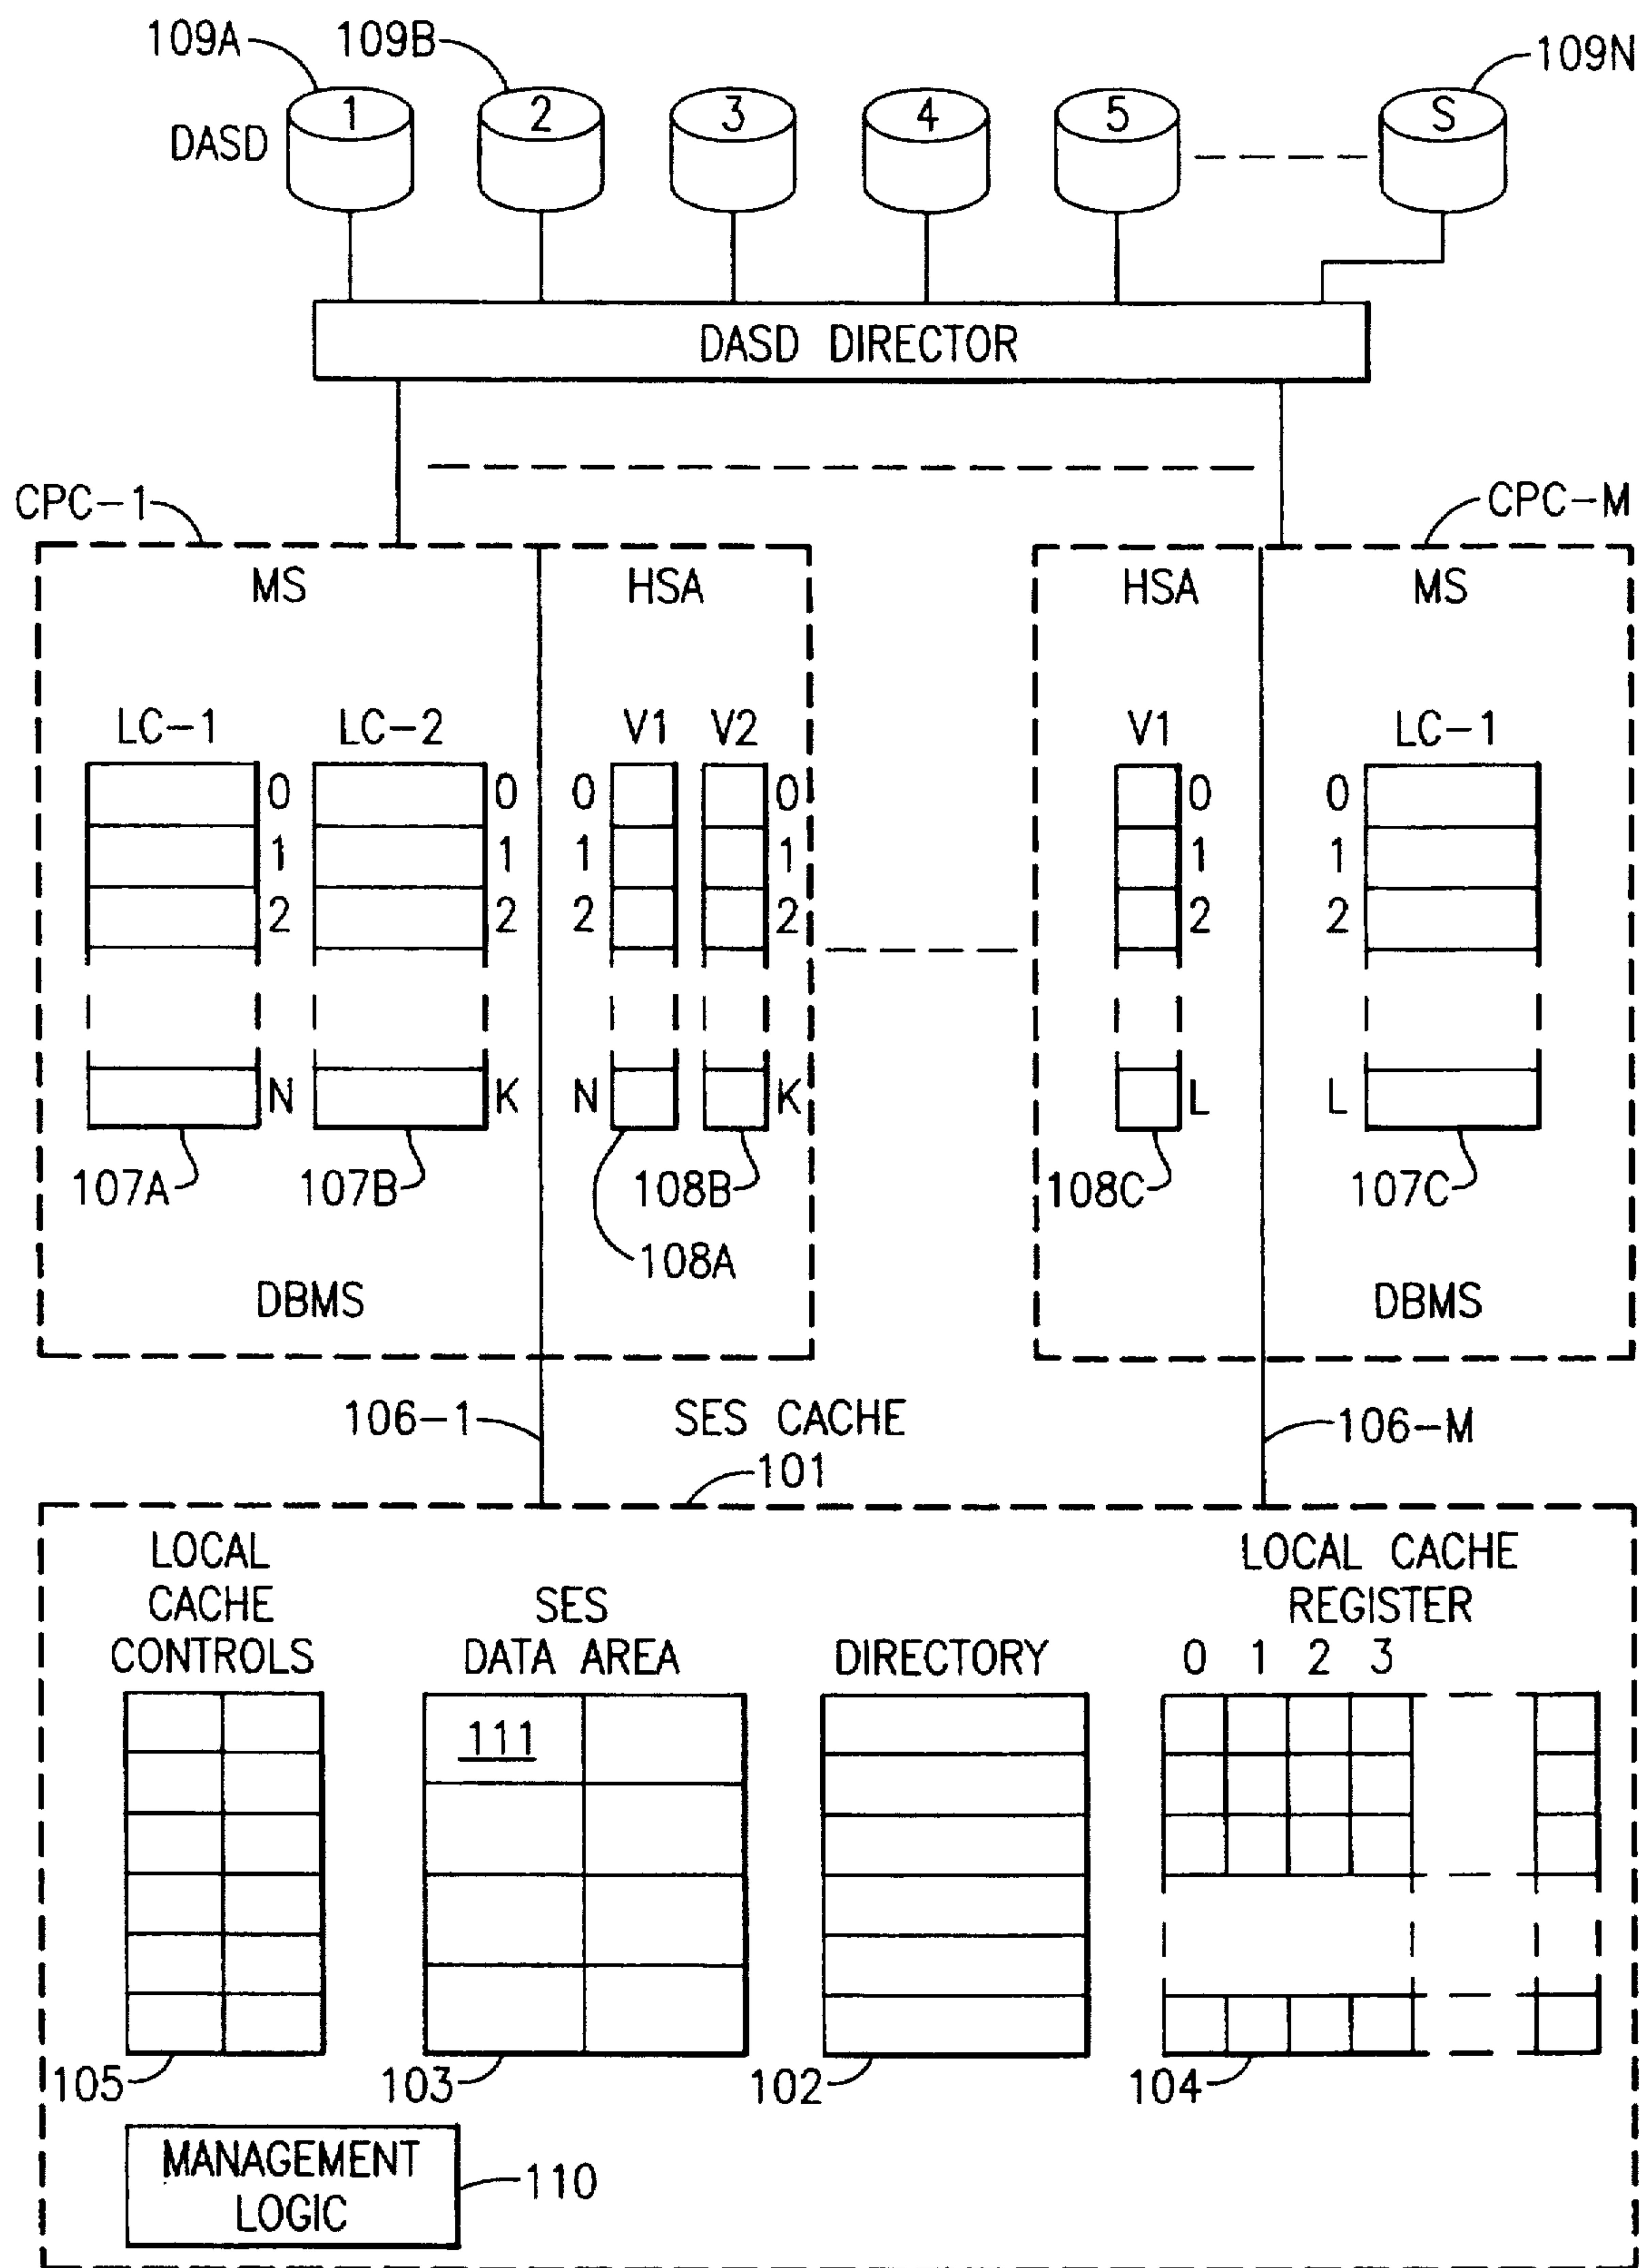 109A 109B 109N
DASD 1 2 3 4 5 S
DASD DIRECTOR
CPC-1 CPC-M
MS HSA HSA MS
LC-1 LC-2 V1 V2 V1 LC-1
0 0 0 0 0 0
1 1 1 1 1 1
2 2 2 2 2 2
N K N K L L
107A 107B 108B 108C 107C
108A
DBMS DBMS
106-1 SES CACHE 106-M
101
LOCAL
CACHE
CONTROLS
SES
DATA AREA
DIRECTORY
LOCAL CACHE
REGISTER
0 1 2 3
111
105 103 102 104
MANAGEMENT
LOGIC
110